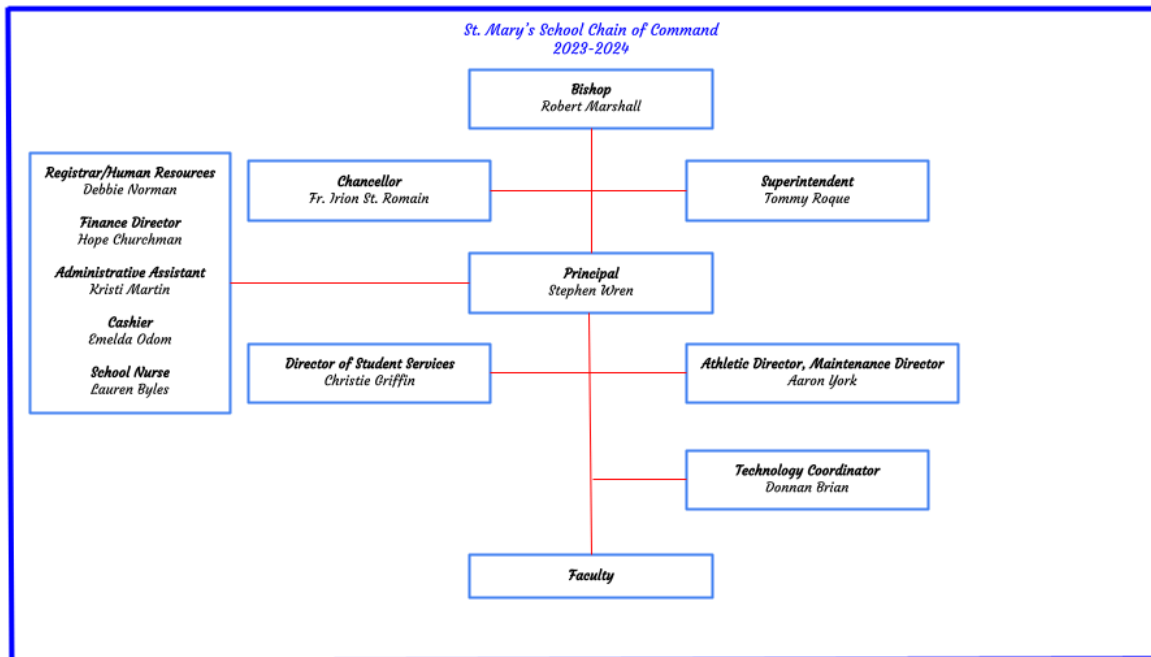 St. Mary's School Chain of Command
2023-2024
Bishop
Robert Marshall
Registrar/Human Resources
Debbie Norman
Finance Director
Hope Churchman
Administrative Assistant
Kristi Martin
Cashier
Emelda Odom
School Nurse
Lauren Byles
Chancellor
Fr. Irion St. Romain
Superintendent
Tommy Roque
Principal
Stephen Wren
Director of Student Services
Christie Griffin
Athletic Director, Maintenance Director
Aaron York
Technology Coordinator
Donnan Brian
Faculty